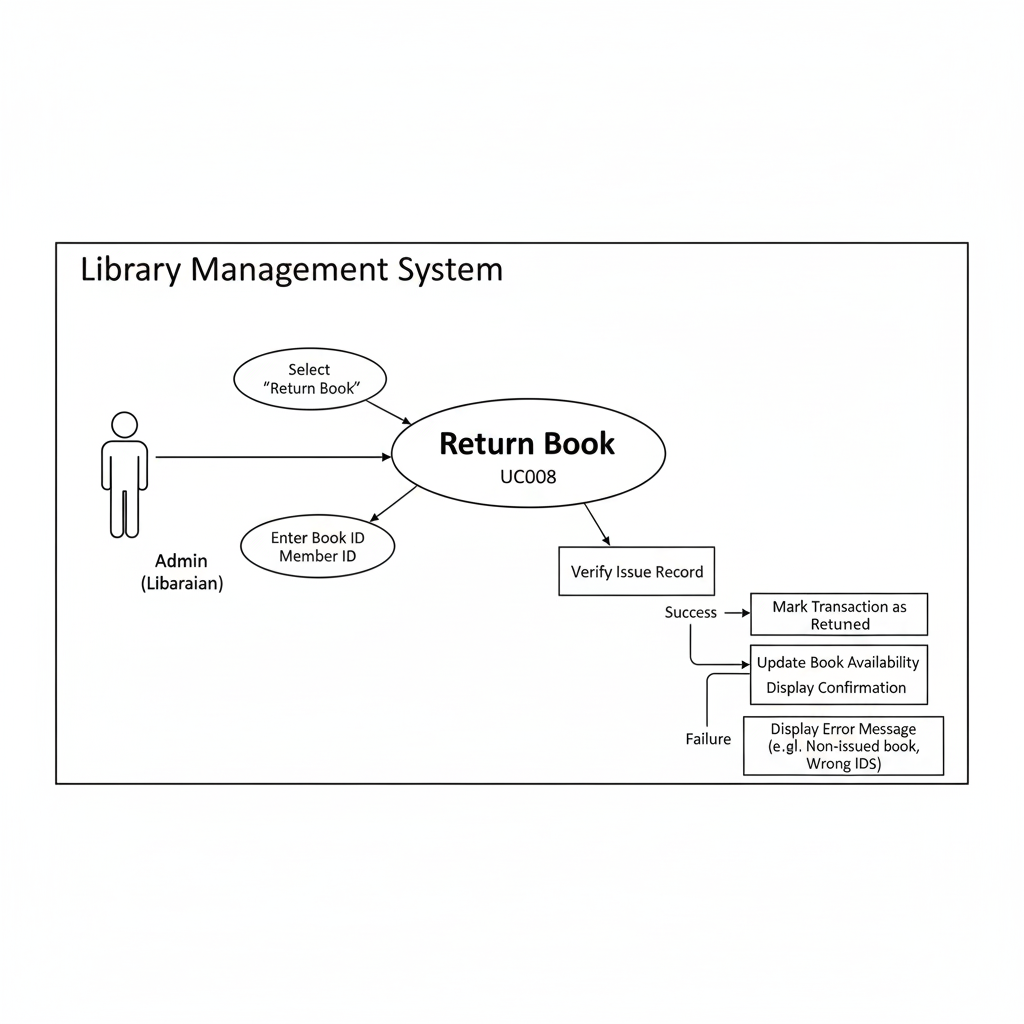 Library Management System
Select
"Return Book"
Return Book
UC008
Enter Book ID
Member ID
Admin
(Libaraian)
Verify Issue Record
Success
Mark Transaction as
Retuned
Update Book Availability
Display Confirmation
Failure
Display Error Message
(e.gl. Non-issued book,
Wrong IDS)